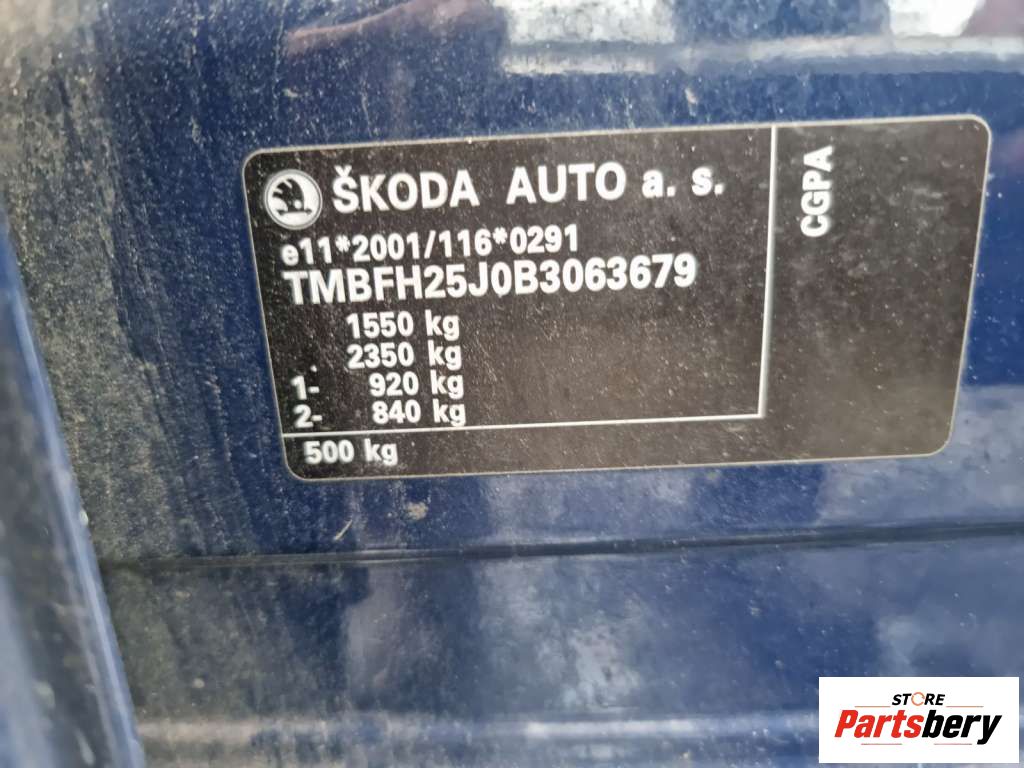 ŠKODA AUTO a. s.
e11*2001/116*0291
TMBFH25J0B3063679
1550 kg
2350 kg
1- 920 kg
2- 840 kg
500 kg
CGPA
STORE
Partsbery